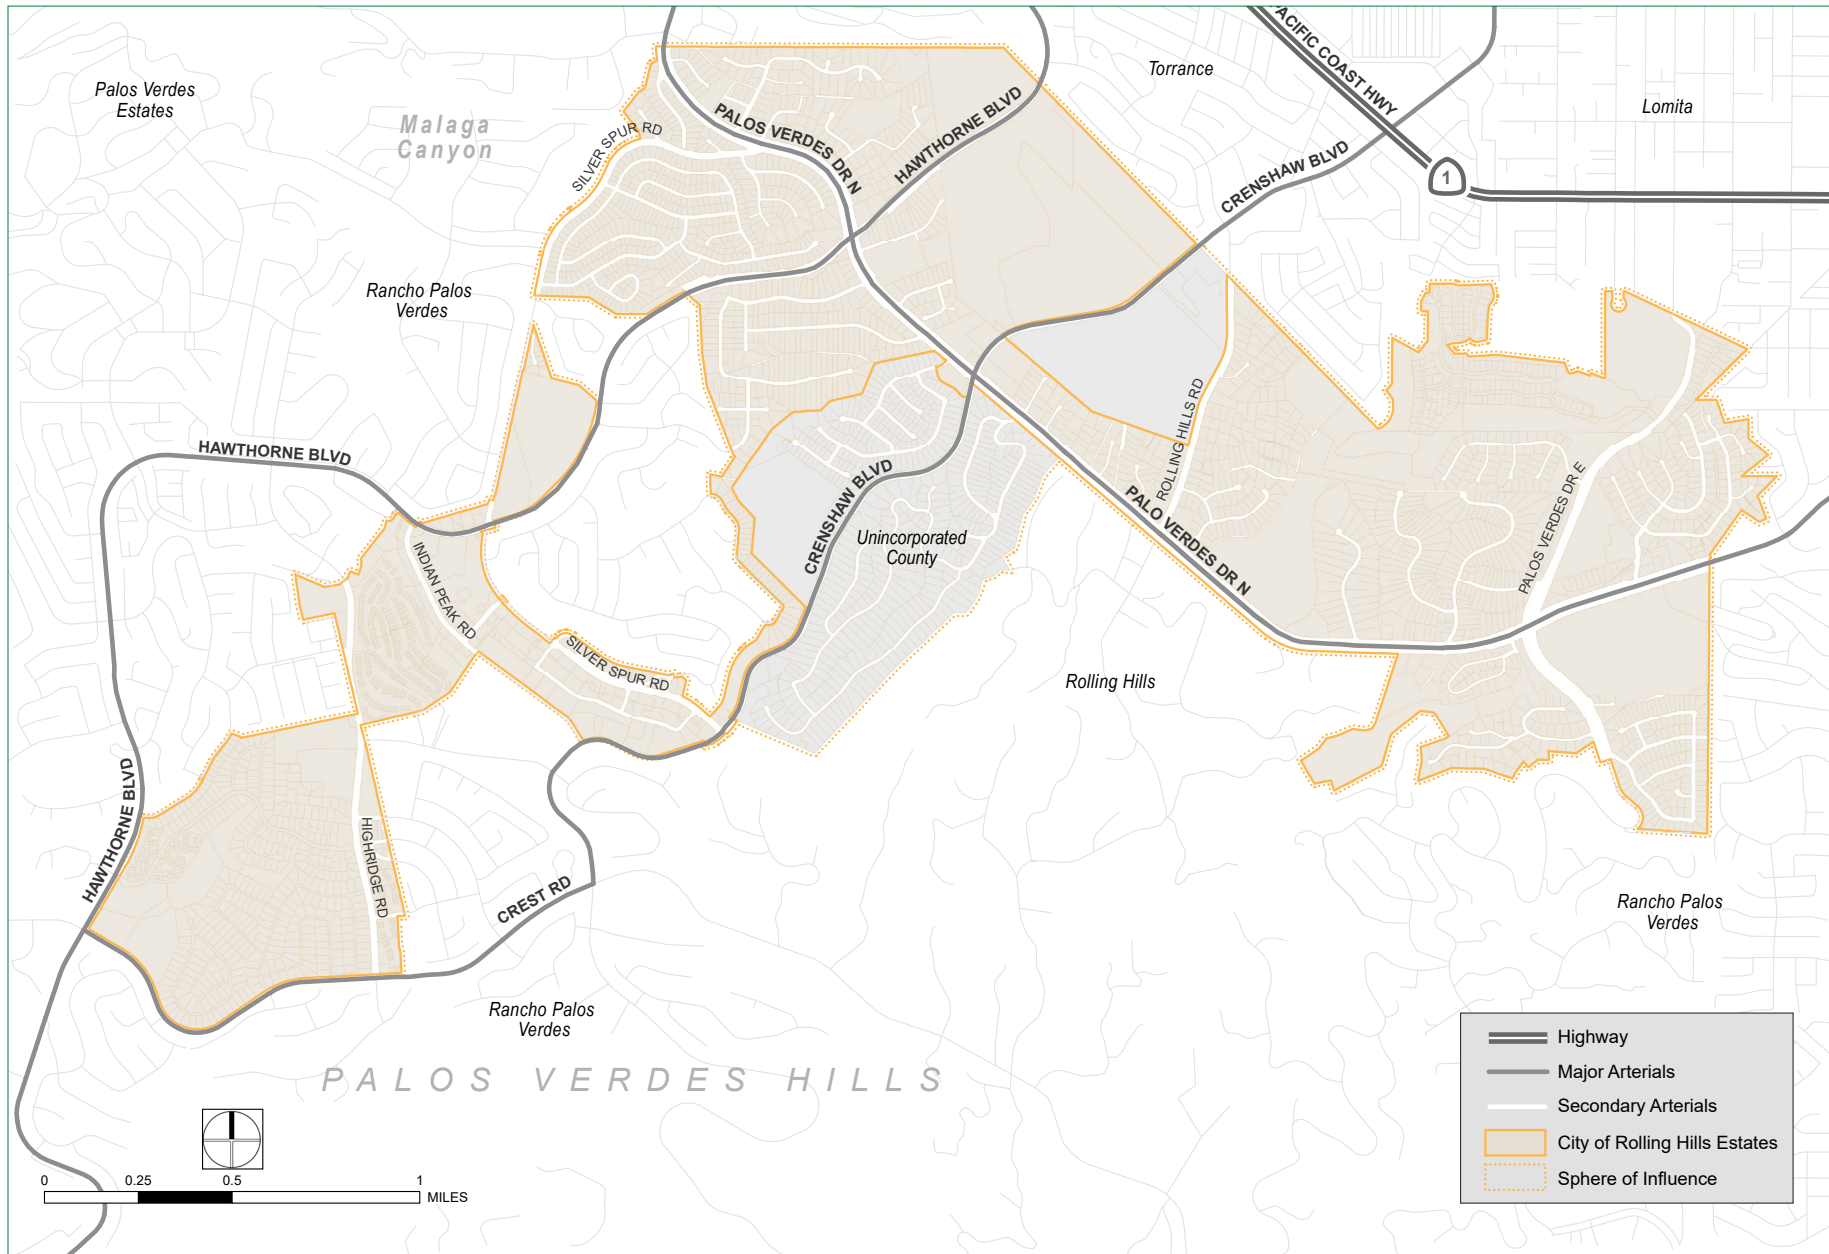 PACIFIC COAST HWY
Torrance
Lomita
Palos Verdes
Estates
Malaga
Canyon
SILVER SPUR RD
PALOS VERDES DR N
HAWTHORNE BLVD
CRENSHAW BLVD
1
Rancho Palos
Verdes
ROLLING HILLS RD
HAWTHORNE BLVD
CRENSHAW BLVD
Unincorporated
County
PALO VERDES DR N
PALOS VERDES DR E
INDIAN PEAK RD
SILVER SPUR RD
Rolling Hills
HAWTHORNE BLVD
HIGHRIDGE RD
CREST RD
Rancho Palos
Verdes
Rancho Palos
Verdes
PALOS VERDES HILLS
0 0.25 0.5 1
MILES
Highway
Major Arterials
Secondary Arterials
City of Rolling Hills Estates
Sphere of Influence